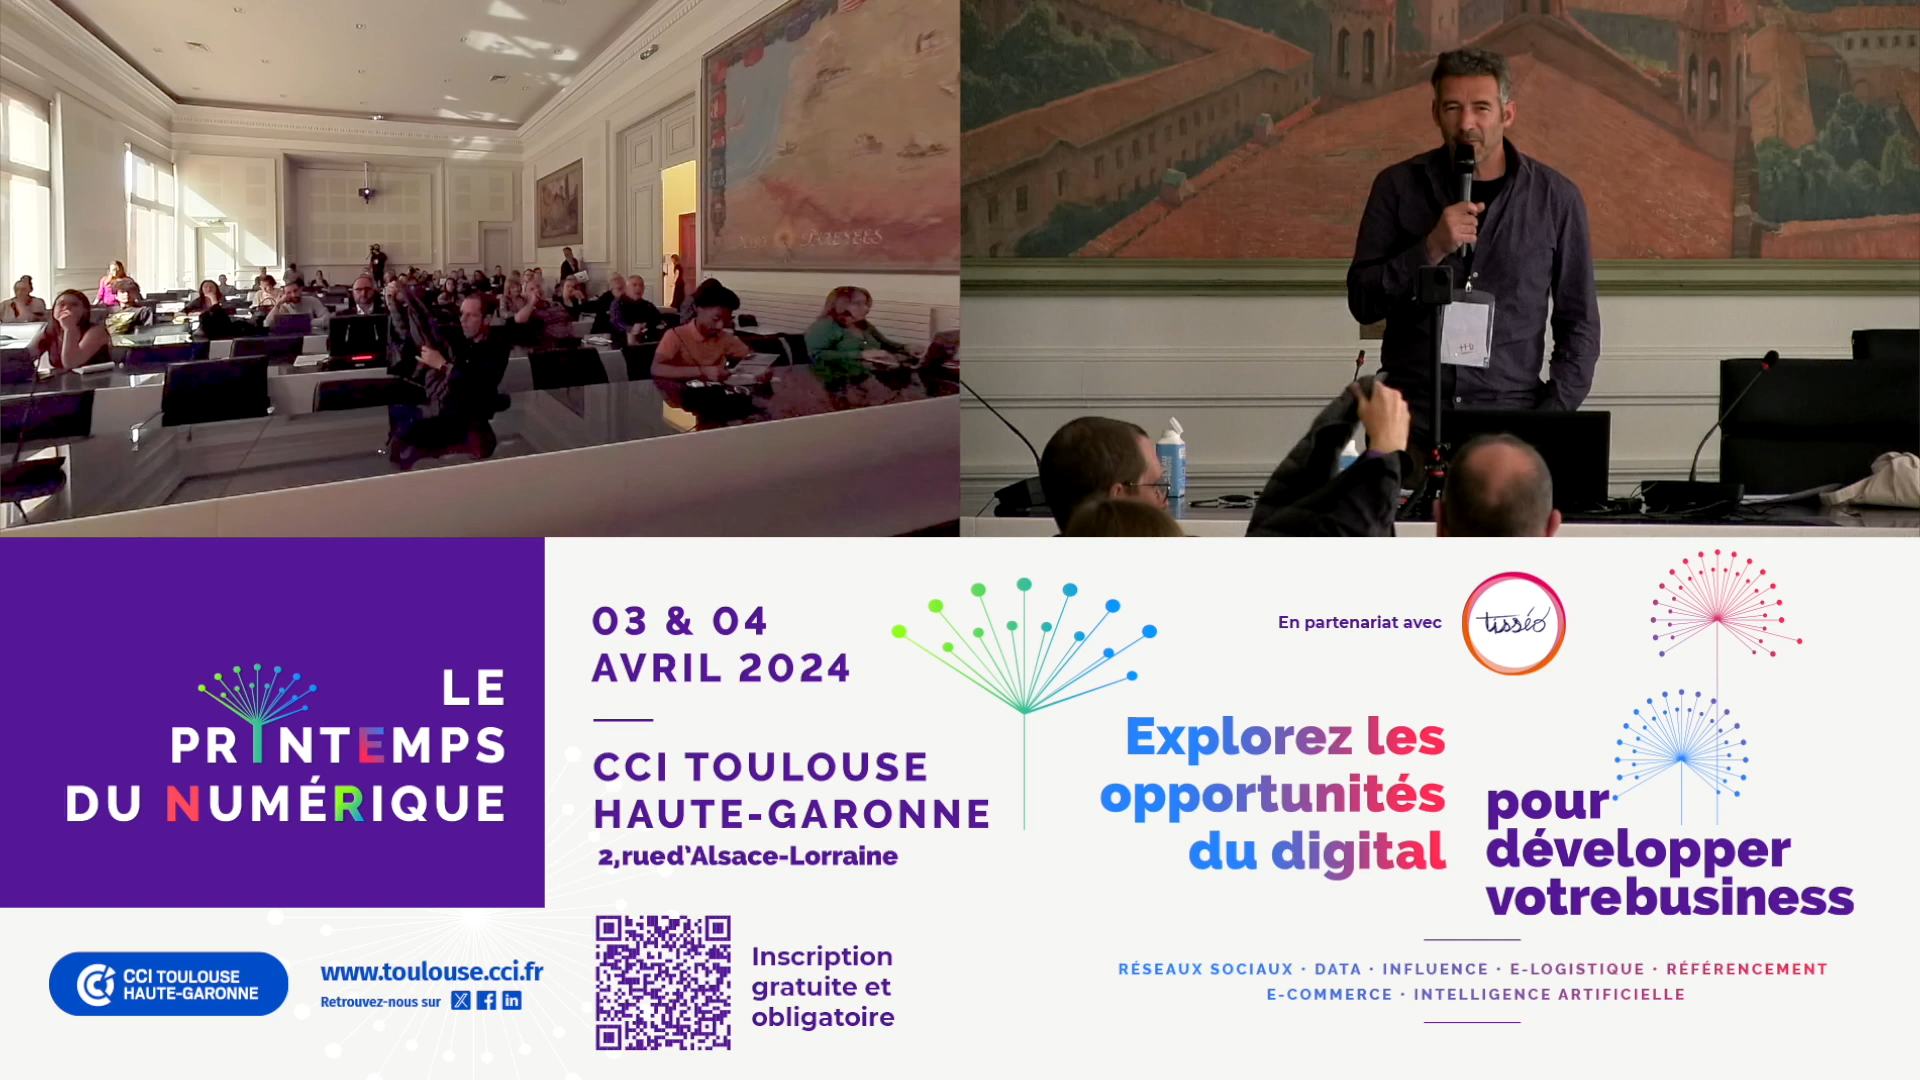 LE
PRINTEMPS
DU NUMÉRIQUE
03 & 04
AVRIL 2024
CCI TOULOUSE
HAUTE-GARONNE
2,rued'Alsace-Lorraine
En partenariat avec
tisséo
Explorez les
opportunités
du digital
pour
développer
votrebusiness
RÉSEAUX SOCIAUX • DATA • INFLUENCE • E-LOGISTIQUE • RÉFÉRENCEMENT
E-COMMERCE • INTELLIGENCE ARTIFICIELLE
CCI TOULOUSE
HAUTE-GARONNE
www.toulouse.cci.fr
Retrouvez-nous sur
Inscription
gratuite et
obligatoire